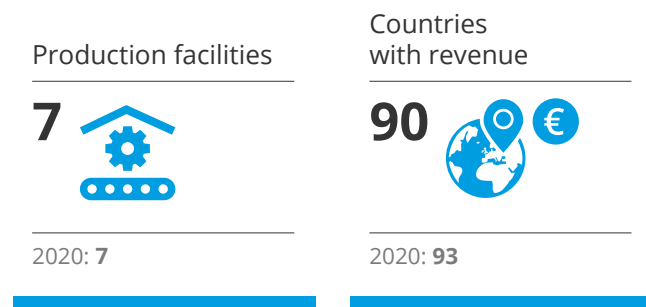 Production facilities
7
2020: 7
Countries
with revenue
90
€
2020: 93